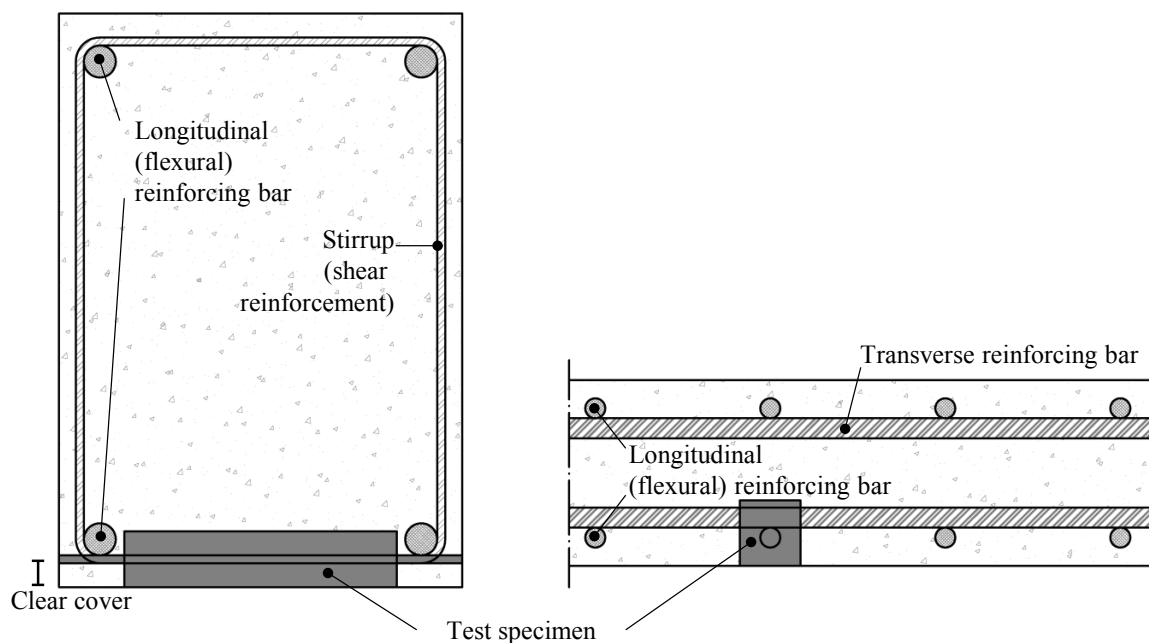 Longitudinal
(flexural)
reinforcing bar
Stirrup
(shear
reinforcement)
Clear cover
Transverse reinforcing bar
Longitudinal
(flexural) reinforcing bar
Test specimen